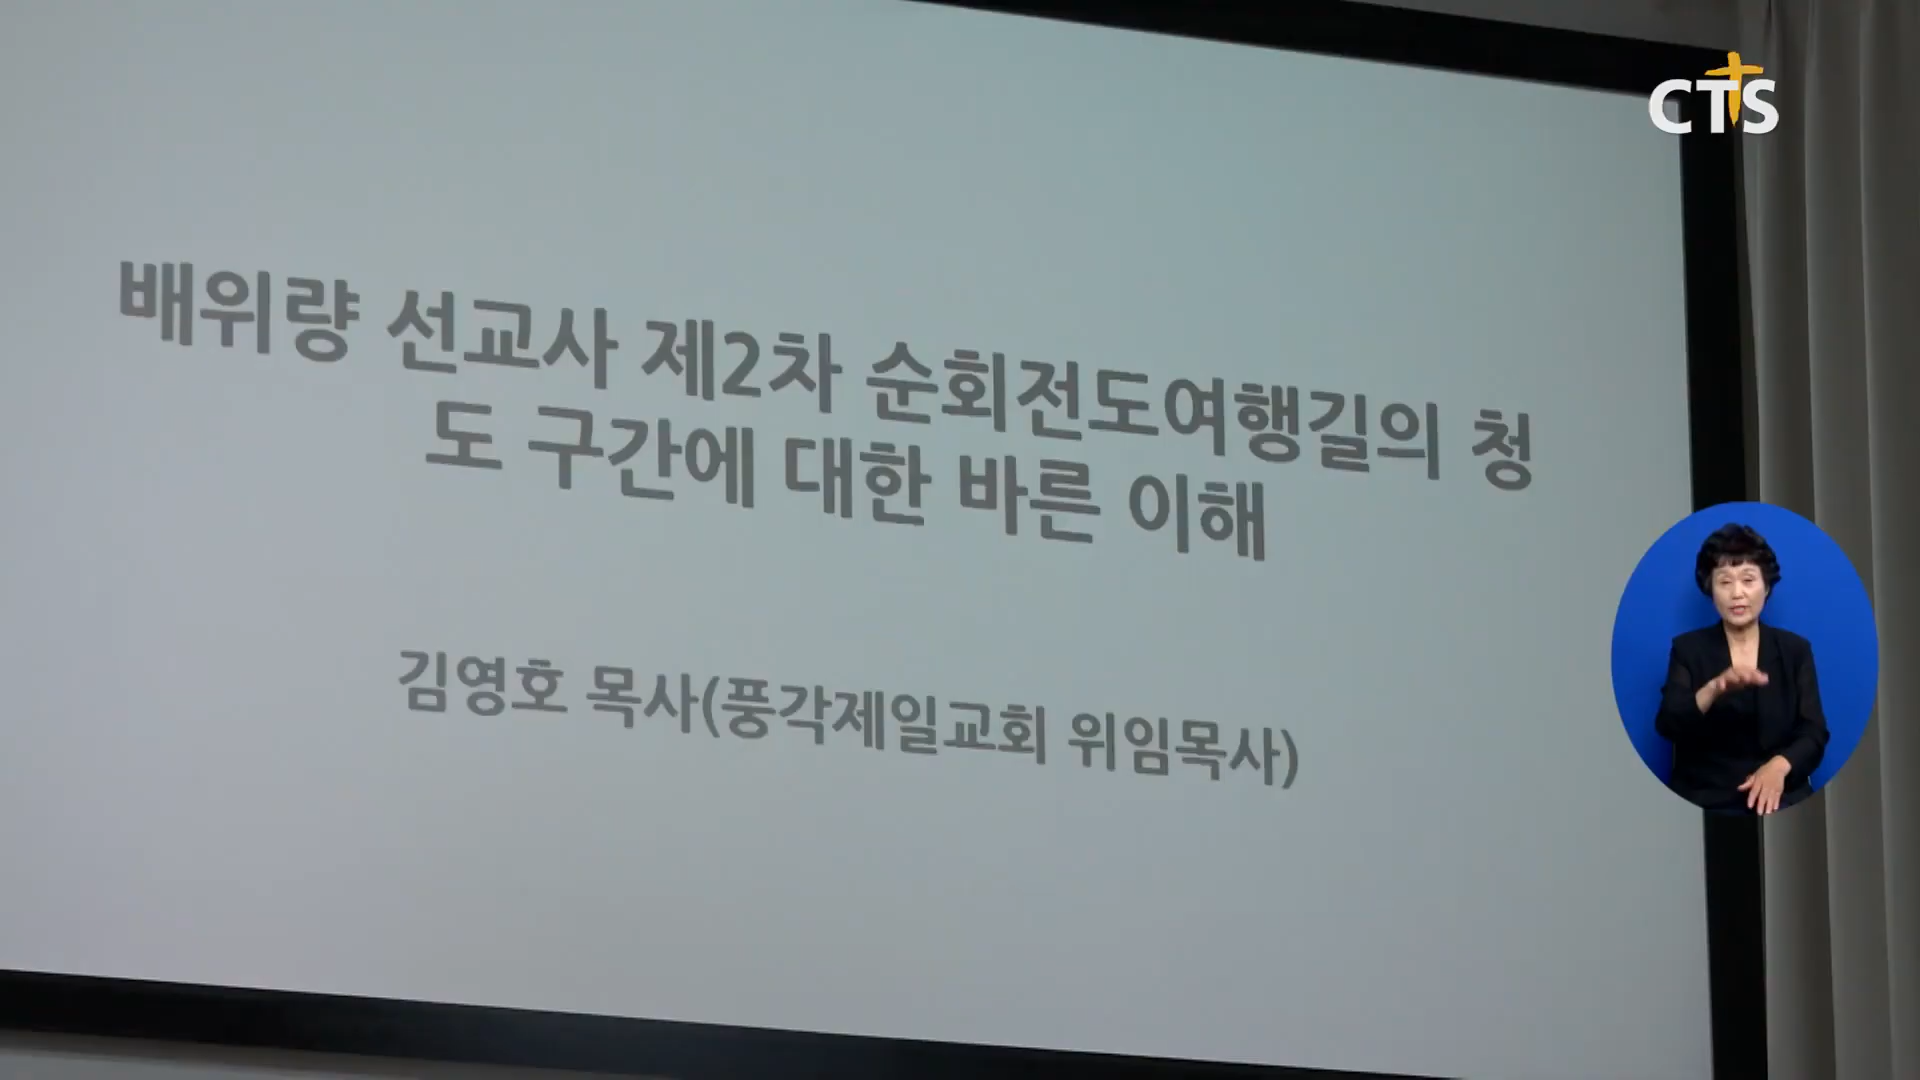 CTS
배위량 선교사 제2차 순회전도여행길의 청
도 구간에 대한 바른 이해
김영호 목사(풍각제일교회 위임목사)